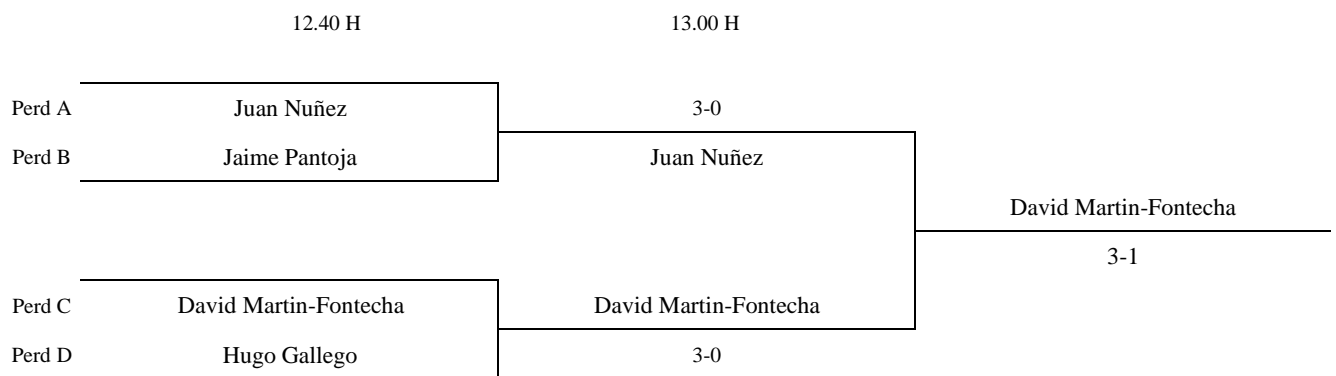 12.40 H 13.00 H
Perd A Juan Nuñez 3-0
Perd B Jaime Pantoja Juan Nuñez
David Martin-Fontecha
3-1
Perd C David Martin-Fontecha David Martin-Fontecha
Perd D Hugo Gallego 3-0